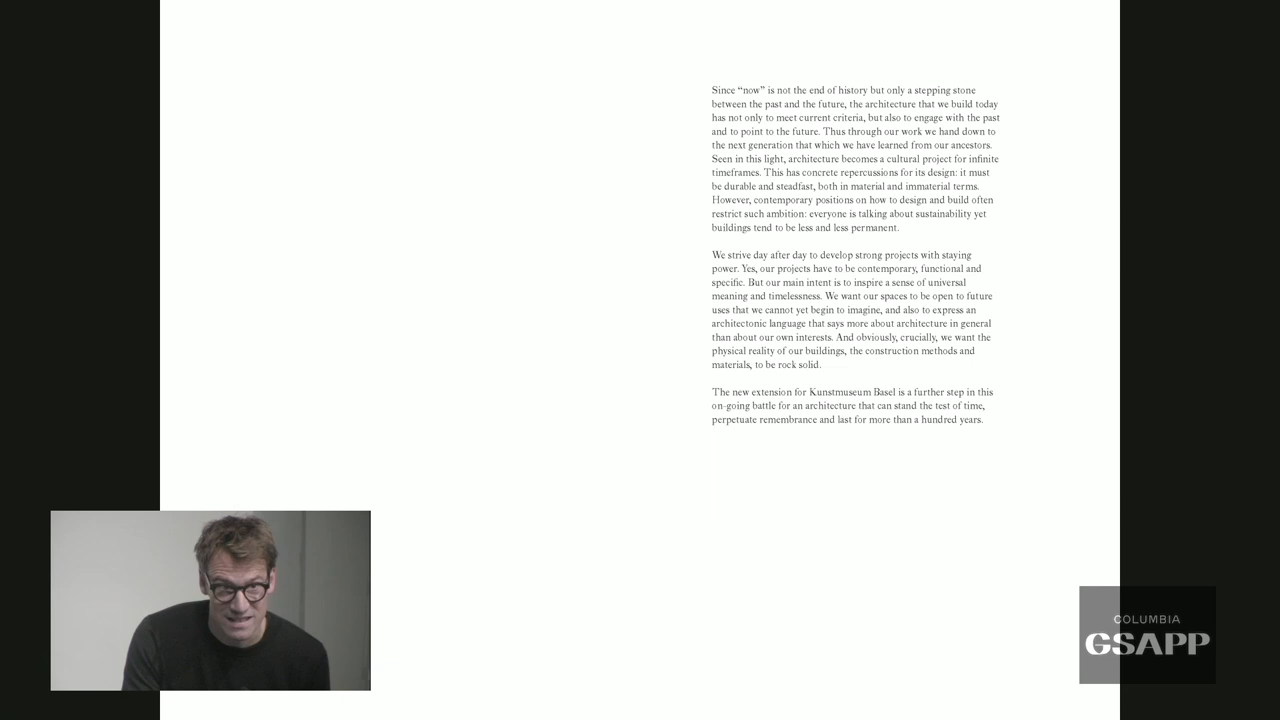 Since “now” is not the end of history but only a stepping stone
between the past and the future, the architecture that we build today
has not only to meet current criteria, but also to engage with the past
and to point to the future. Thus through our work we hand down to
the next generation that which we have learned from our ancestors.
Seen in this light, architecture becomes a cultural project for infinite
timeframes. This has concrete repercussions for its design: it must
be durable and steadfast, both in material and immaterial terms.
However, contemporary positions on how to design and build often
restrict such ambition: everyone is talking about sustainability yet
buildings tend to be less and less permanent.
We strive day after day to develop strong projects with staying
power. Yes, our projects have to be contemporary, functional and
specific. But our main intent is to inspire a sense of universal
meaning and timelessness. We want our spaces to be open to future
uses that we cannot yet begin to imagine, and also to express an
architectonic language that says more about architecture in general
than about our own interests. And obviously, crucially, we want the
physical reality of our buildings, the construction methods and
materials, to be rock solid.
The new extension for Kunstmuseum Basel is a further step in this
on-going battle for an architecture that can stand the test of time,
perpetuate remembrance and last for more than a hundred years.
COLUMBIA
GSAPP